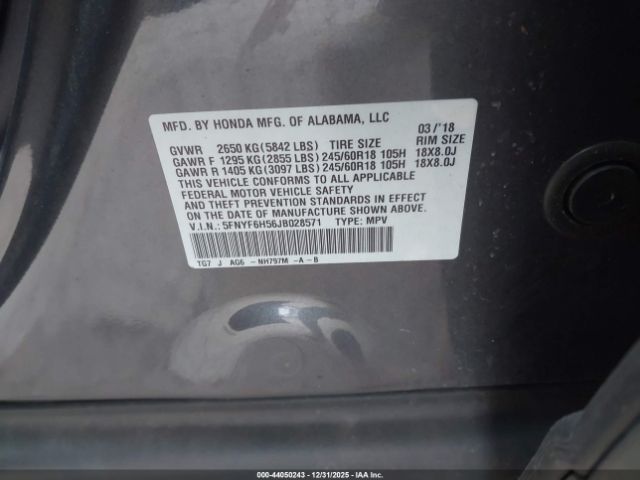 MFD. BY HONDA MFG. OF ALABAMA, LLC 03/'18
GVWR 2650 KG(5842 LBS) TIRE SIZE RIM SIZE
GAWR F 1295 KG(2855 LBS)245/60R18 105H 18X8.0J
GAWR R 1405 KG(3097 LBS)245/60R18 105H 18X8.0J
THIS VEHICLE CONFORMS TO ALL APPLICABLE
FEDERAL MOTOR VEHICLE SAFETY
AND THEFT PREVENTION STANDARDS IN EFFECT
ON THE DATE OF MANUFACTURE SHOWN ABOVE.
V.I.N.: 5FNYF6H56JB028571 TYPE: MPV
TG7 J AG6 -NH797M -A -B
000-44050243 - 12/31/2025 - IAA Inc.